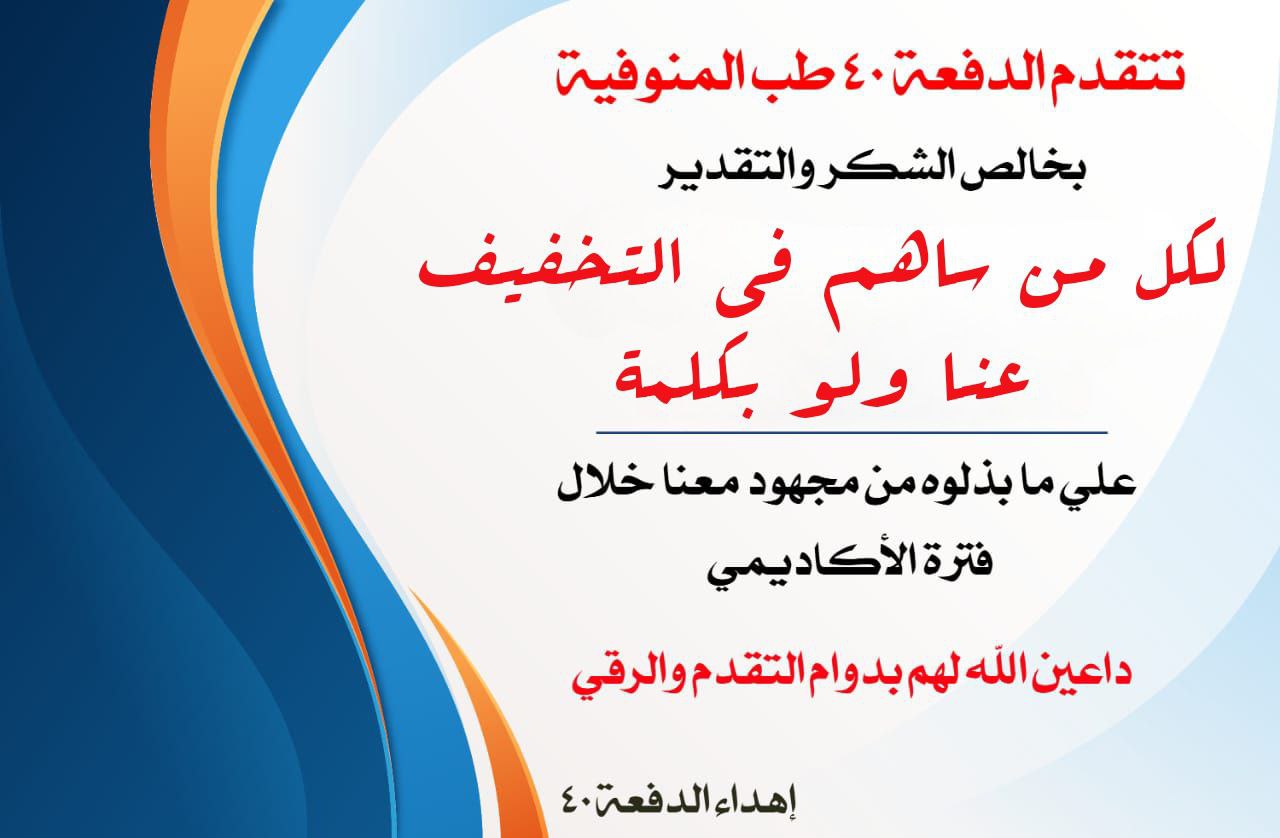 تتقدم الدفعة ٤٠ طب المنوفية
بخالص الشكر والتقدير
لكل من ساهم في التخفيف
عنا ولو بكلمة
علي ما بذلوه من مجهود معنا خلال
فترة الأكاديمي
داعين الله لهم بدوام التقدم والرقي
إهداء الدفعة ٤٠